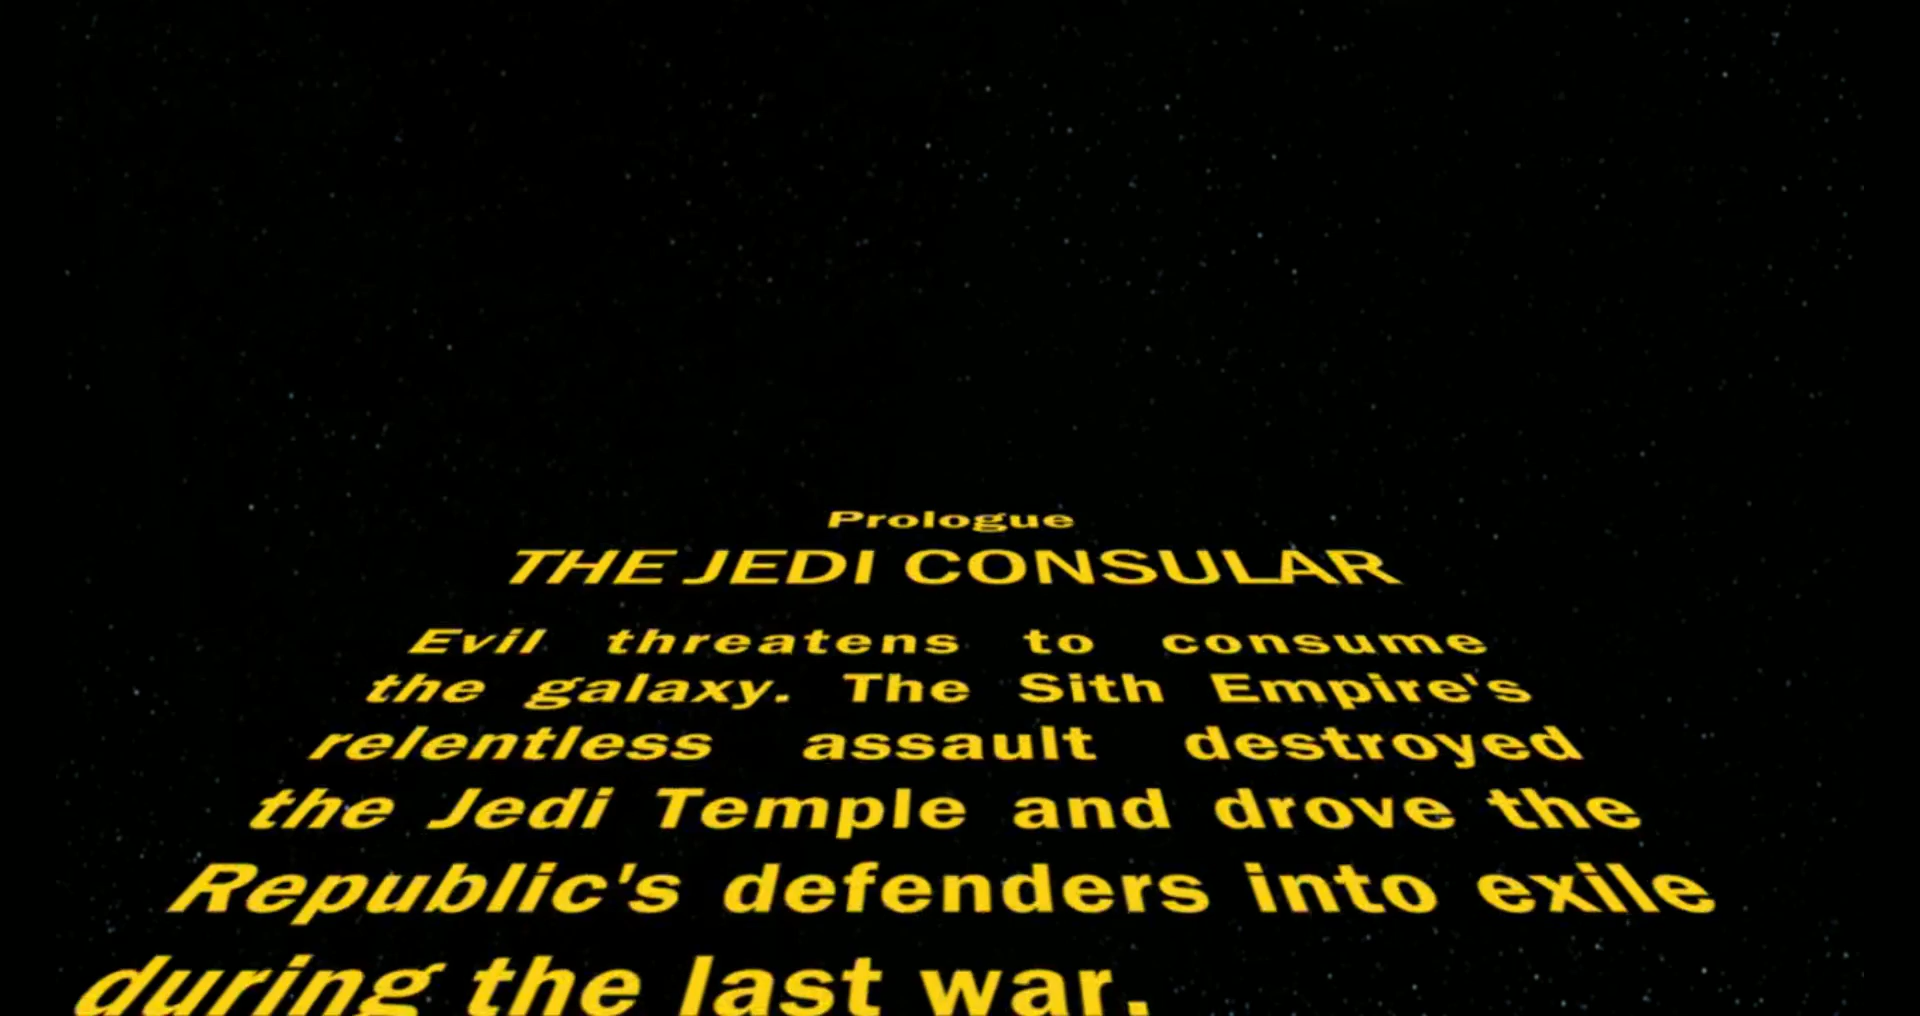 Prologue
THE JEDI CONSULAR
Evil threatens to consume
the galaxy. The Sith Empire's
relentless assault destroyed
the Jedi Temple and drove the
Republic's defenders into exile
during the last war.